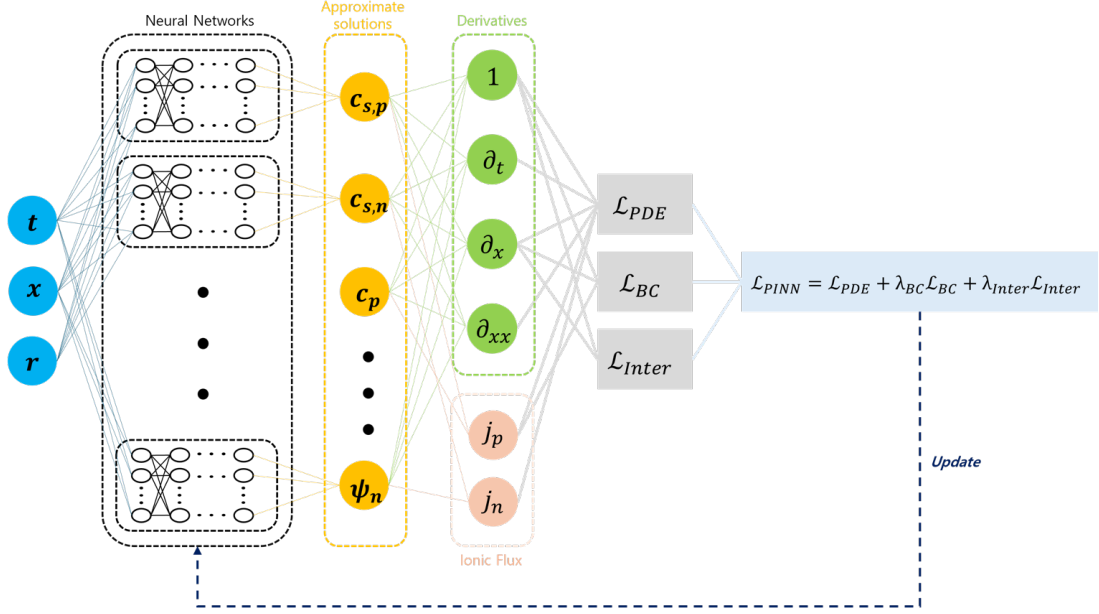 Neural Networks
Approximate
solutions
Derivatives
t
x
r
c_{s,p}
c_{s,n}
c_p
ψ_n
1
∂_t
∂_x
∂_{xx}
j_p
j_n
Ionic Flux
ℒ_{PDE}
ℒ_{BC}
ℒ_{Inter}
ℒ_{PINN} = ℒ_{PDE} + λ_{BC}ℒ_{BC} + λ_{Inter}ℒ_{Inter}
Update